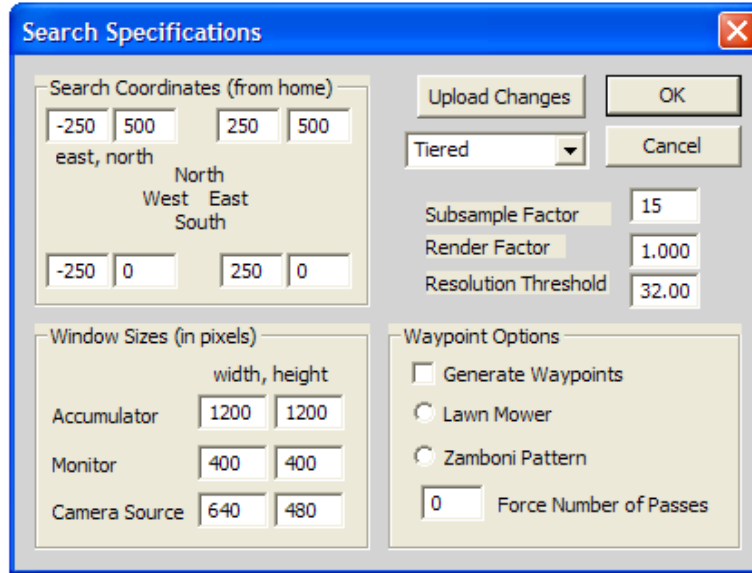 Search Specifications
Search Coordinates (from home)
-250 500 250 500
east, north
North
West East
South
-250 0 250 0
Upload Changes
OK
Tiered
Cancel
Subsample Factor 15
Render Factor 1.000
Resolution Threshold 32.00
Window Sizes (in pixels)
width, height
Accumulator 1200 1200
Monitor 400 400
Camera Source 640 480
Waypoint Options
Generate Waypoints
Lawn Mower
Zamboni Pattern
0 Force Number of Passes